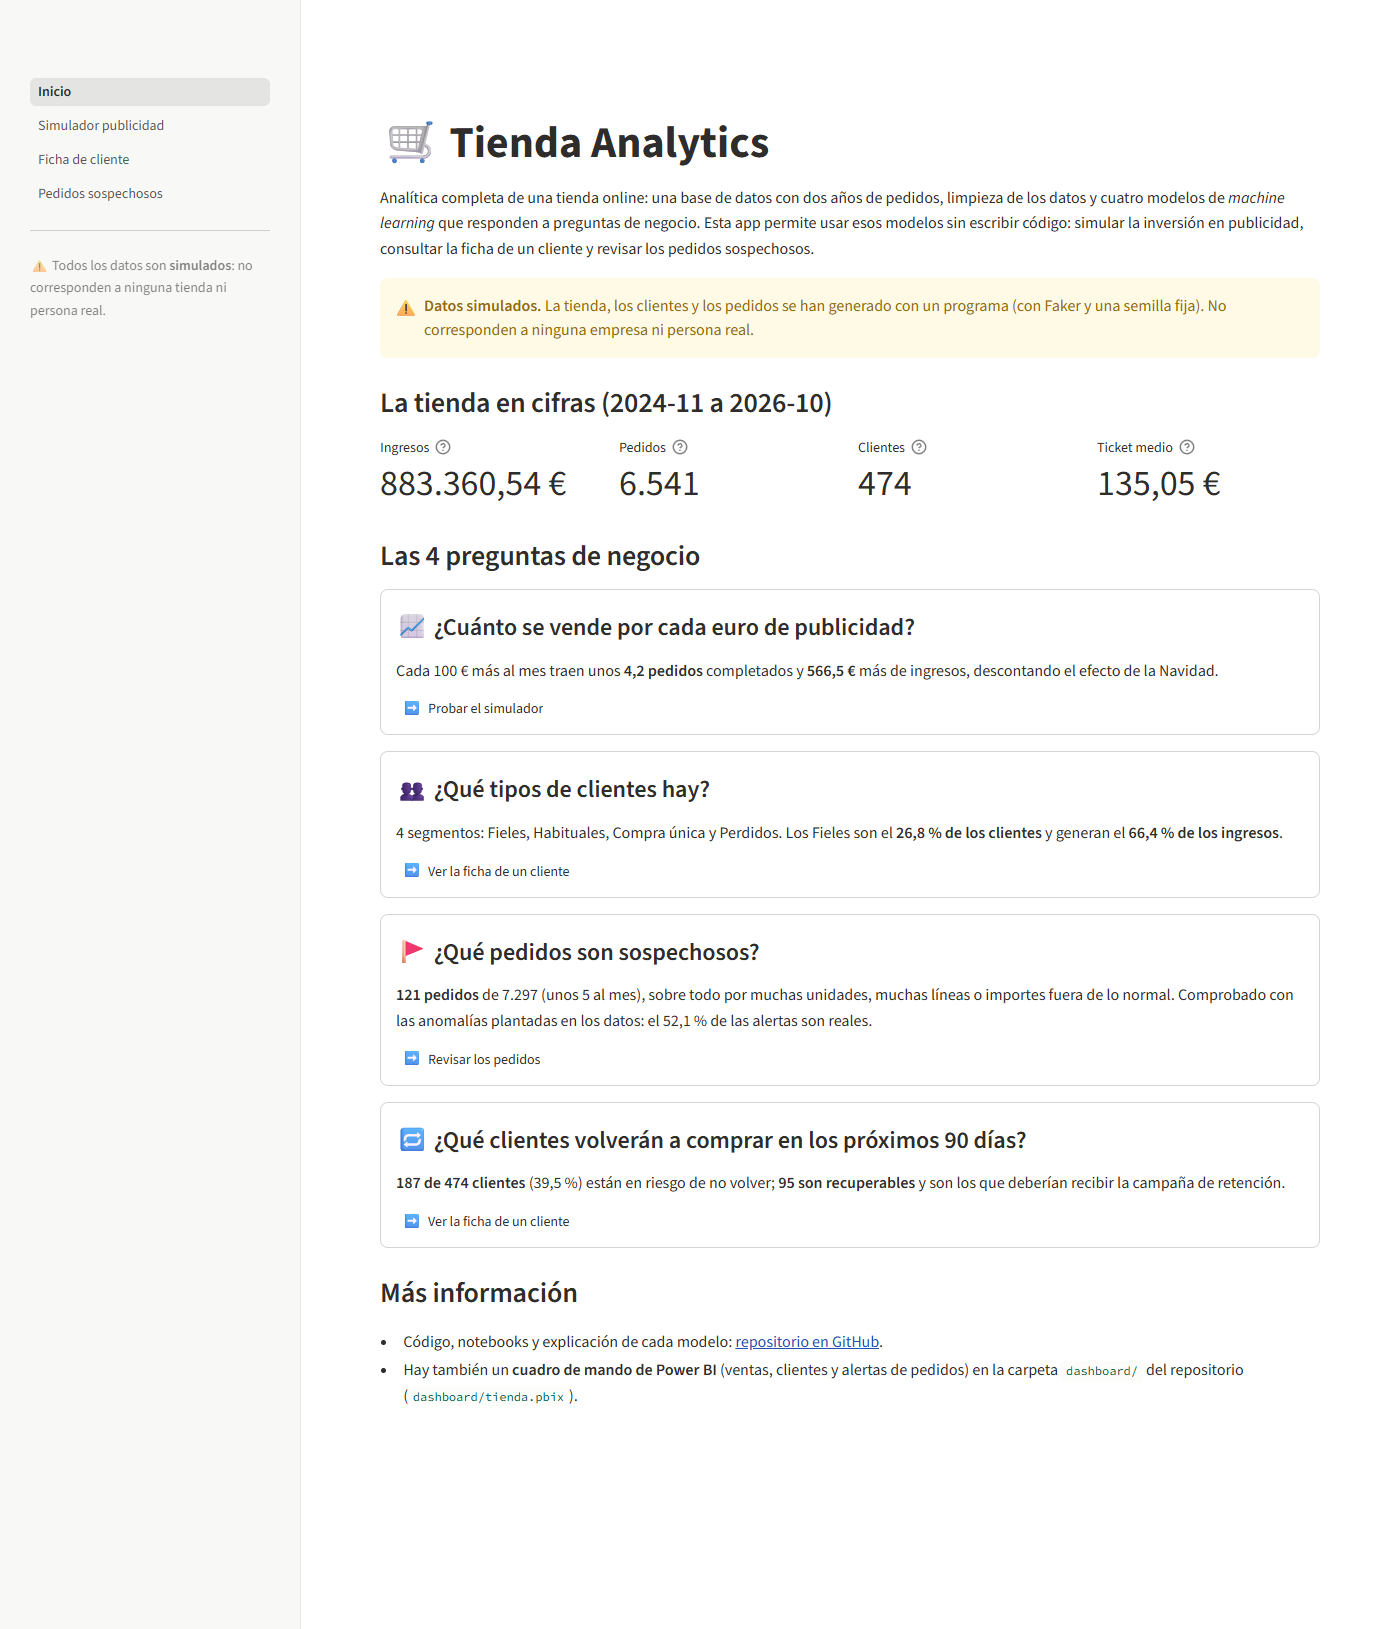 Inicio
Simulador publicidad
Ficha de cliente
Pedidos sospechosos
⚠️ Todos los datos son simulados: no
corresponden a ninguna tienda ni
persona real.
🛒 Tienda Analytics
Analítica completa de una tienda online: una base de datos con dos años de pedidos, limpieza de los datos y cuatro modelos de machine
learning que responden a preguntas de negocio. Esta app permite usar esos modelos sin escribir código: simular la inversión en publicidad,
consultar la ficha de un cliente y revisar los pedidos sospechosos.
⚠️ Datos simulados. La tienda, los clientes y los pedidos se han generado con un programa (con Faker y una semilla fija). No
corresponden a ninguna empresa ni persona real.
La tienda en cifras (2024-11 a 2026-10)
Ingresos
883.360,54 €
Pedidos
6.541
Clientes
474
Ticket medio
135,05 €
Las 4 preguntas de negocio
📈 ¿Cuánto se vende por cada euro de publicidad?
Cada 100 € más al mes traen unos 4,2 pedidos completados y 566,5 € más de ingresos, descontando el efecto de la Navidad.
➡️ Probar el simulador
👥 ¿Qué tipos de clientes hay?
4 segmentos: Fieles, Habituales, Compra única y Perdidos. Los Fieles son el 26,8 % de los clientes y generan el 66,4 % de los ingresos.
➡️ Ver la ficha de un cliente
🚩 ¿Qué pedidos son sospechosos?
121 pedidos de 7.297 (unos 5 al mes), sobre todo por muchas unidades, muchas líneas o importes fuera de lo normal. Comprobado con
las anomalías plantadas en los datos: el 52,1 % de las alertas son reales.
➡️ Revisar los pedidos
🔁 ¿Qué clientes volverán a comprar en los próximos 90 días?
187 de 474 clientes (39,5 %) están en riesgo de no volver; 95 son recuperables y son los que deberían recibir la campaña de retención.
➡️ Ver la ficha de un cliente
Más información
• Código, notebooks y explicación de cada modelo: repositorio en GitHub.
• Hay también un cuadro de mando de Power BI (ventas, clientes y alertas de pedidos) en la carpeta dashboard/ del repositorio
( dashboard/tienda.pbix ).